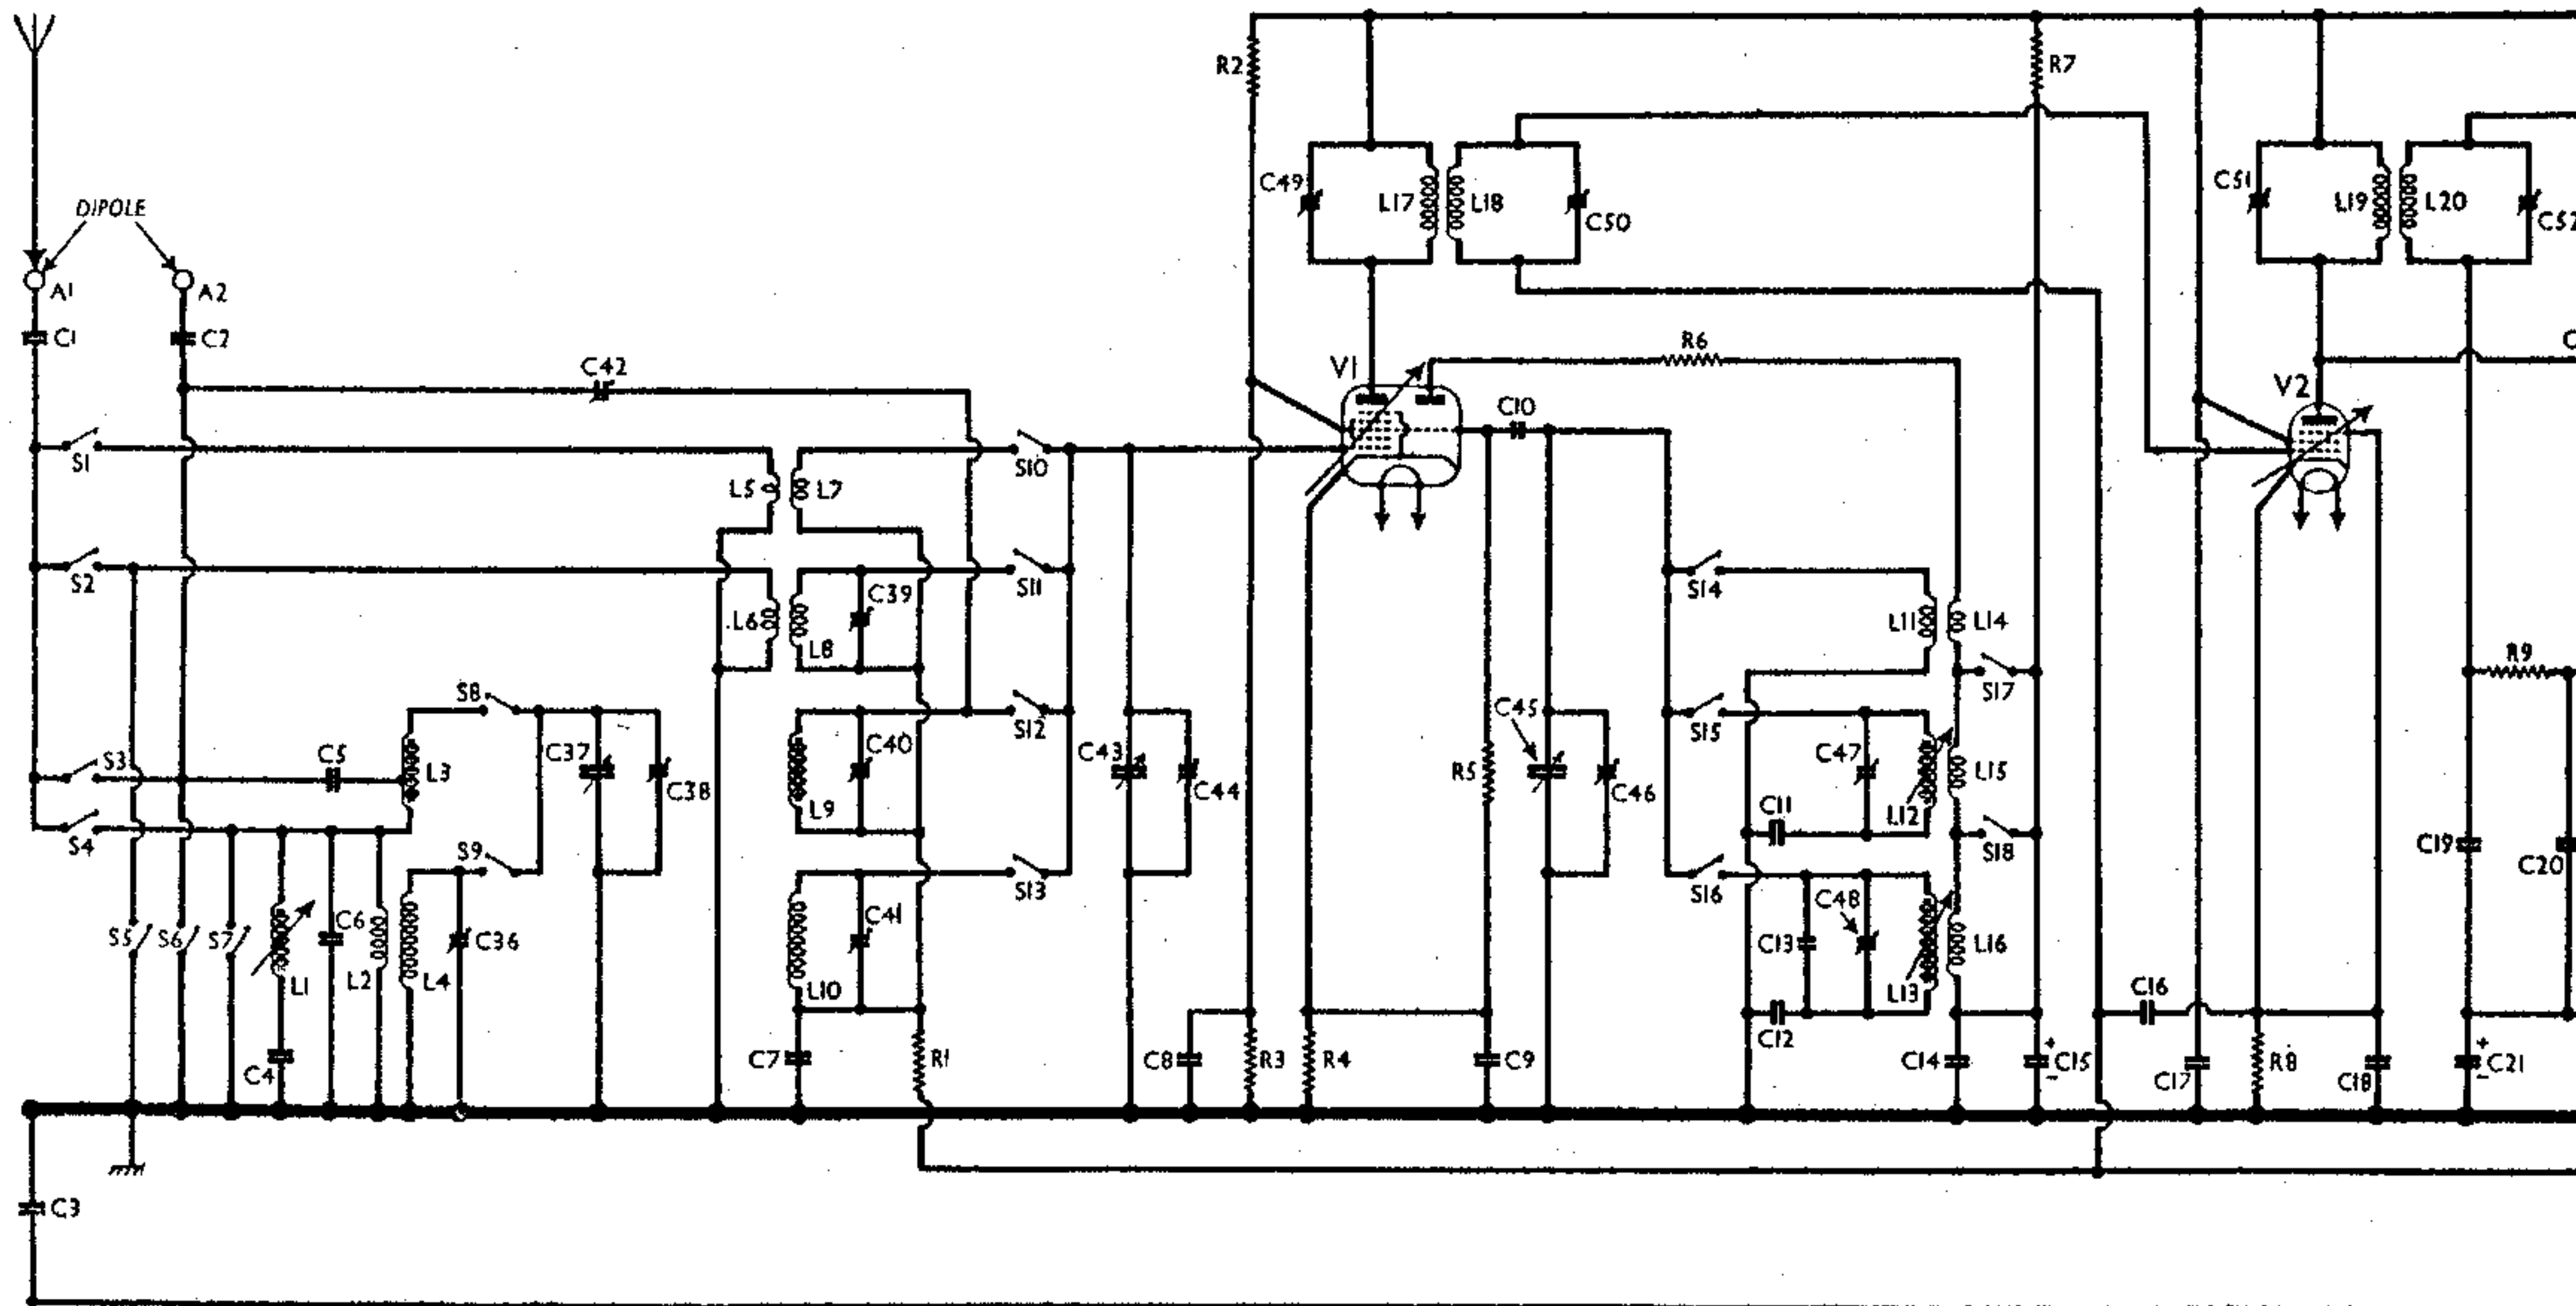 R2
R7
C49
L17
L18
C50
C51
L19
L20
DIPOLE
A1
A2
C1
C2
C42
R6
V1
C10
V2
S1
S10
L5
L7
S2
S11
C39
S14
L6
L8
L11
L14
S17
R9
S8
S12
S15
S3
C5
L3
C37
C38
C40
L9
C43
C44
R5
C45
C46
C47
L12
L15
C11
S18
S4
S9
S13
S16
C19
C20
S5
S6
S7
L1
C6
L2
L4
C36
C41
L10
C13
C48
L13
L16
C16
C4
C7
R1
C8
R3
R4
C9
C12
C14
+
C15
–
C17
R8
C18
+
C21
–
C3